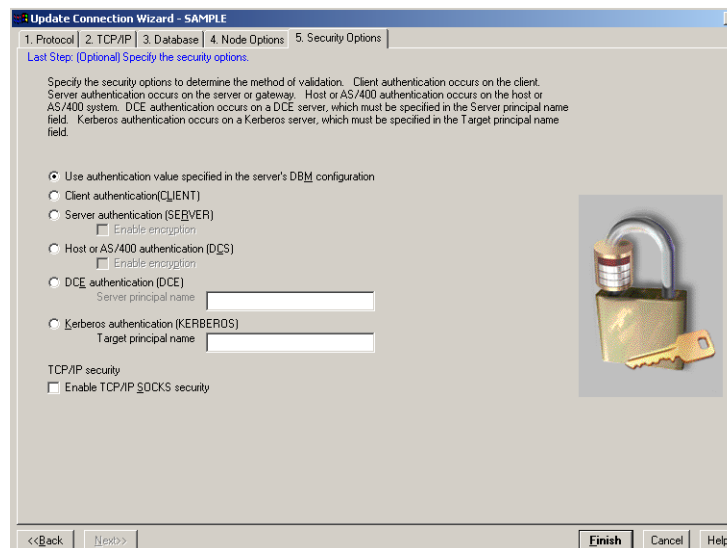 Update Connection Wizard - SAMPLE
1. Protocol 2. TCP/IP 3. Database 4. Node Options 5. Security Options
Last Step: (Optional) Specify the security options.
Specify the security options to determine the method of validation. Client authentication occurs on the client.
Server authentication occurs on the server or gateway. Host or AS/400 authentication occurs on the host or
AS/400 system. DCE authentication occurs on a DCE server, which must be specified in the Server principal name
field. Kerberos authentication occurs on a Kerberos server, which must be specified in the Target principal name
field.
Use authentication value specified in the server's DBM configuration
Client authentication(CLIENT)
Server authentication (SERVER)
Enable encryption
Host or AS/400 authentication (DCS)
Enable encryption
DCE authentication (DCE)
Server principal name
Kerberos authentication (KERBEROS)
Target principal name
TCP/IP security
Enable TCP/IP SOCKS security
<<Back Next>> Finish Cancel Help